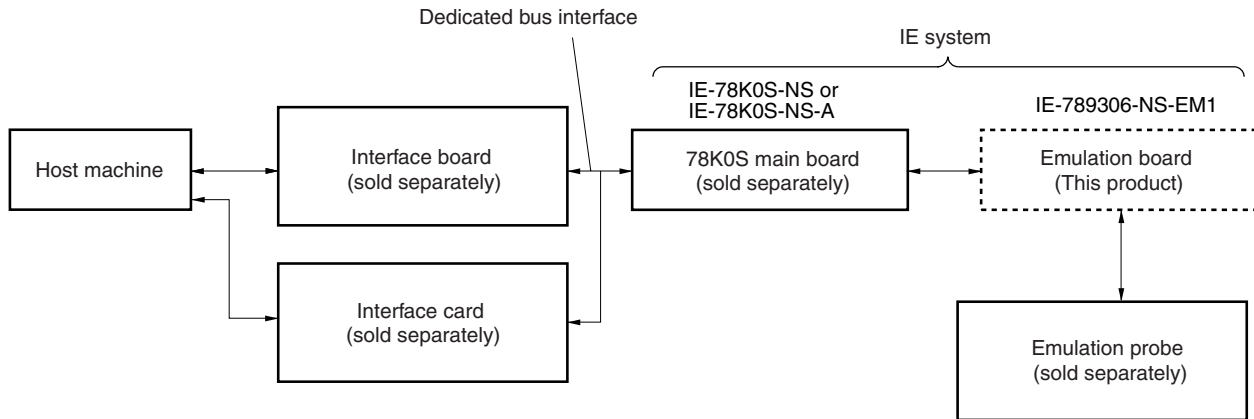 Dedicated bus interface
IE system
IE-78K0S-NS or
IE-78K0S-NS-A
IE-789306-NS-EM1
Host machine
Interface board
(sold separately)
78K0S main board
(sold separately)
Emulation board
(This product)
Interface card
(sold separately)
Emulation probe
(sold separately)